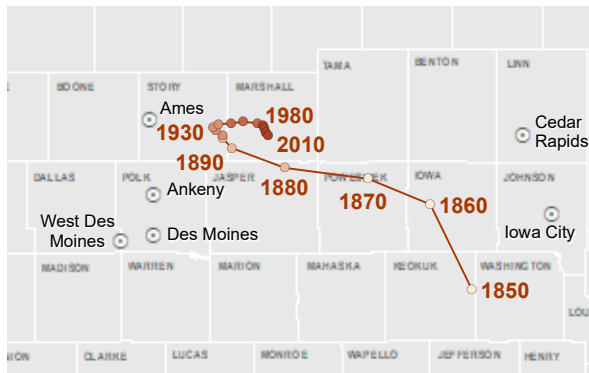 TAMA
BENTON
LINN
BOONE
STORY
MARSHALL
Ames
1980
Cedar
Rapids
1930
2010
1890
DALLAS
POLK
JASPER
POWESHIEK
IOWA
JOHNSON
Ankeny
1880
1870
1860
West Des
Moines
Des Moines
Iowa City
MADISON
WARREN
MARION
MAHASKA
KEOKUK
WASHINGTON
1850
LOU
NION
CLARKE
LUCAS
MONROE
WAPELLO
JEFFERSON
HENRY